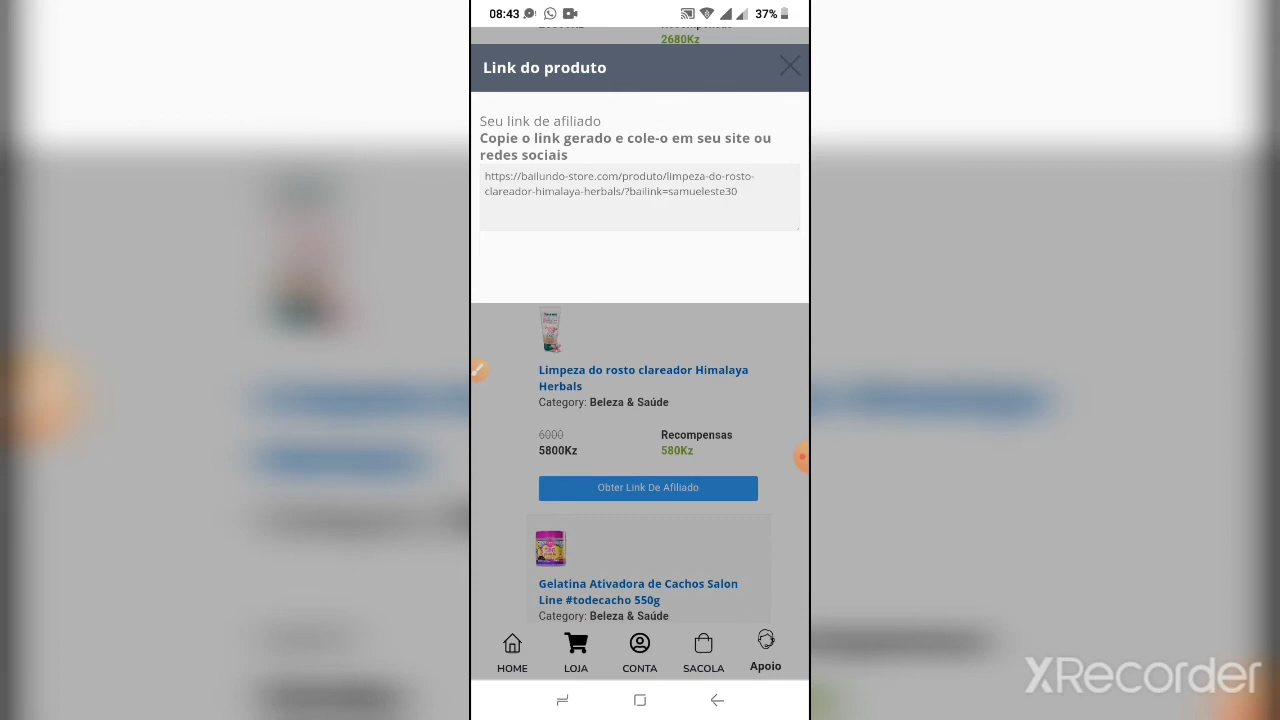 08:43
37%
2680Kz
Link do produto
Seu link de afiliado
Copie o link gerado e cole-o em seu site ou
redes sociais
https://bailundo-store.com/produto/limpeza-do-rosto-
clareador-himalaya-herbals/?bailink=samueleste30
Limpeza do rosto clareador Himalaya
Herbals
Category: Beleza & Saúde
6000 Recompensas
5800Kz 580Kz
Obter Link De Afiliado
Gelatina Ativadora de Cachos Salon
Line #todecacho 550g
Category: Beleza & Saúde
HOME LOJA CONTA SACOLA Apoio
XRecorder